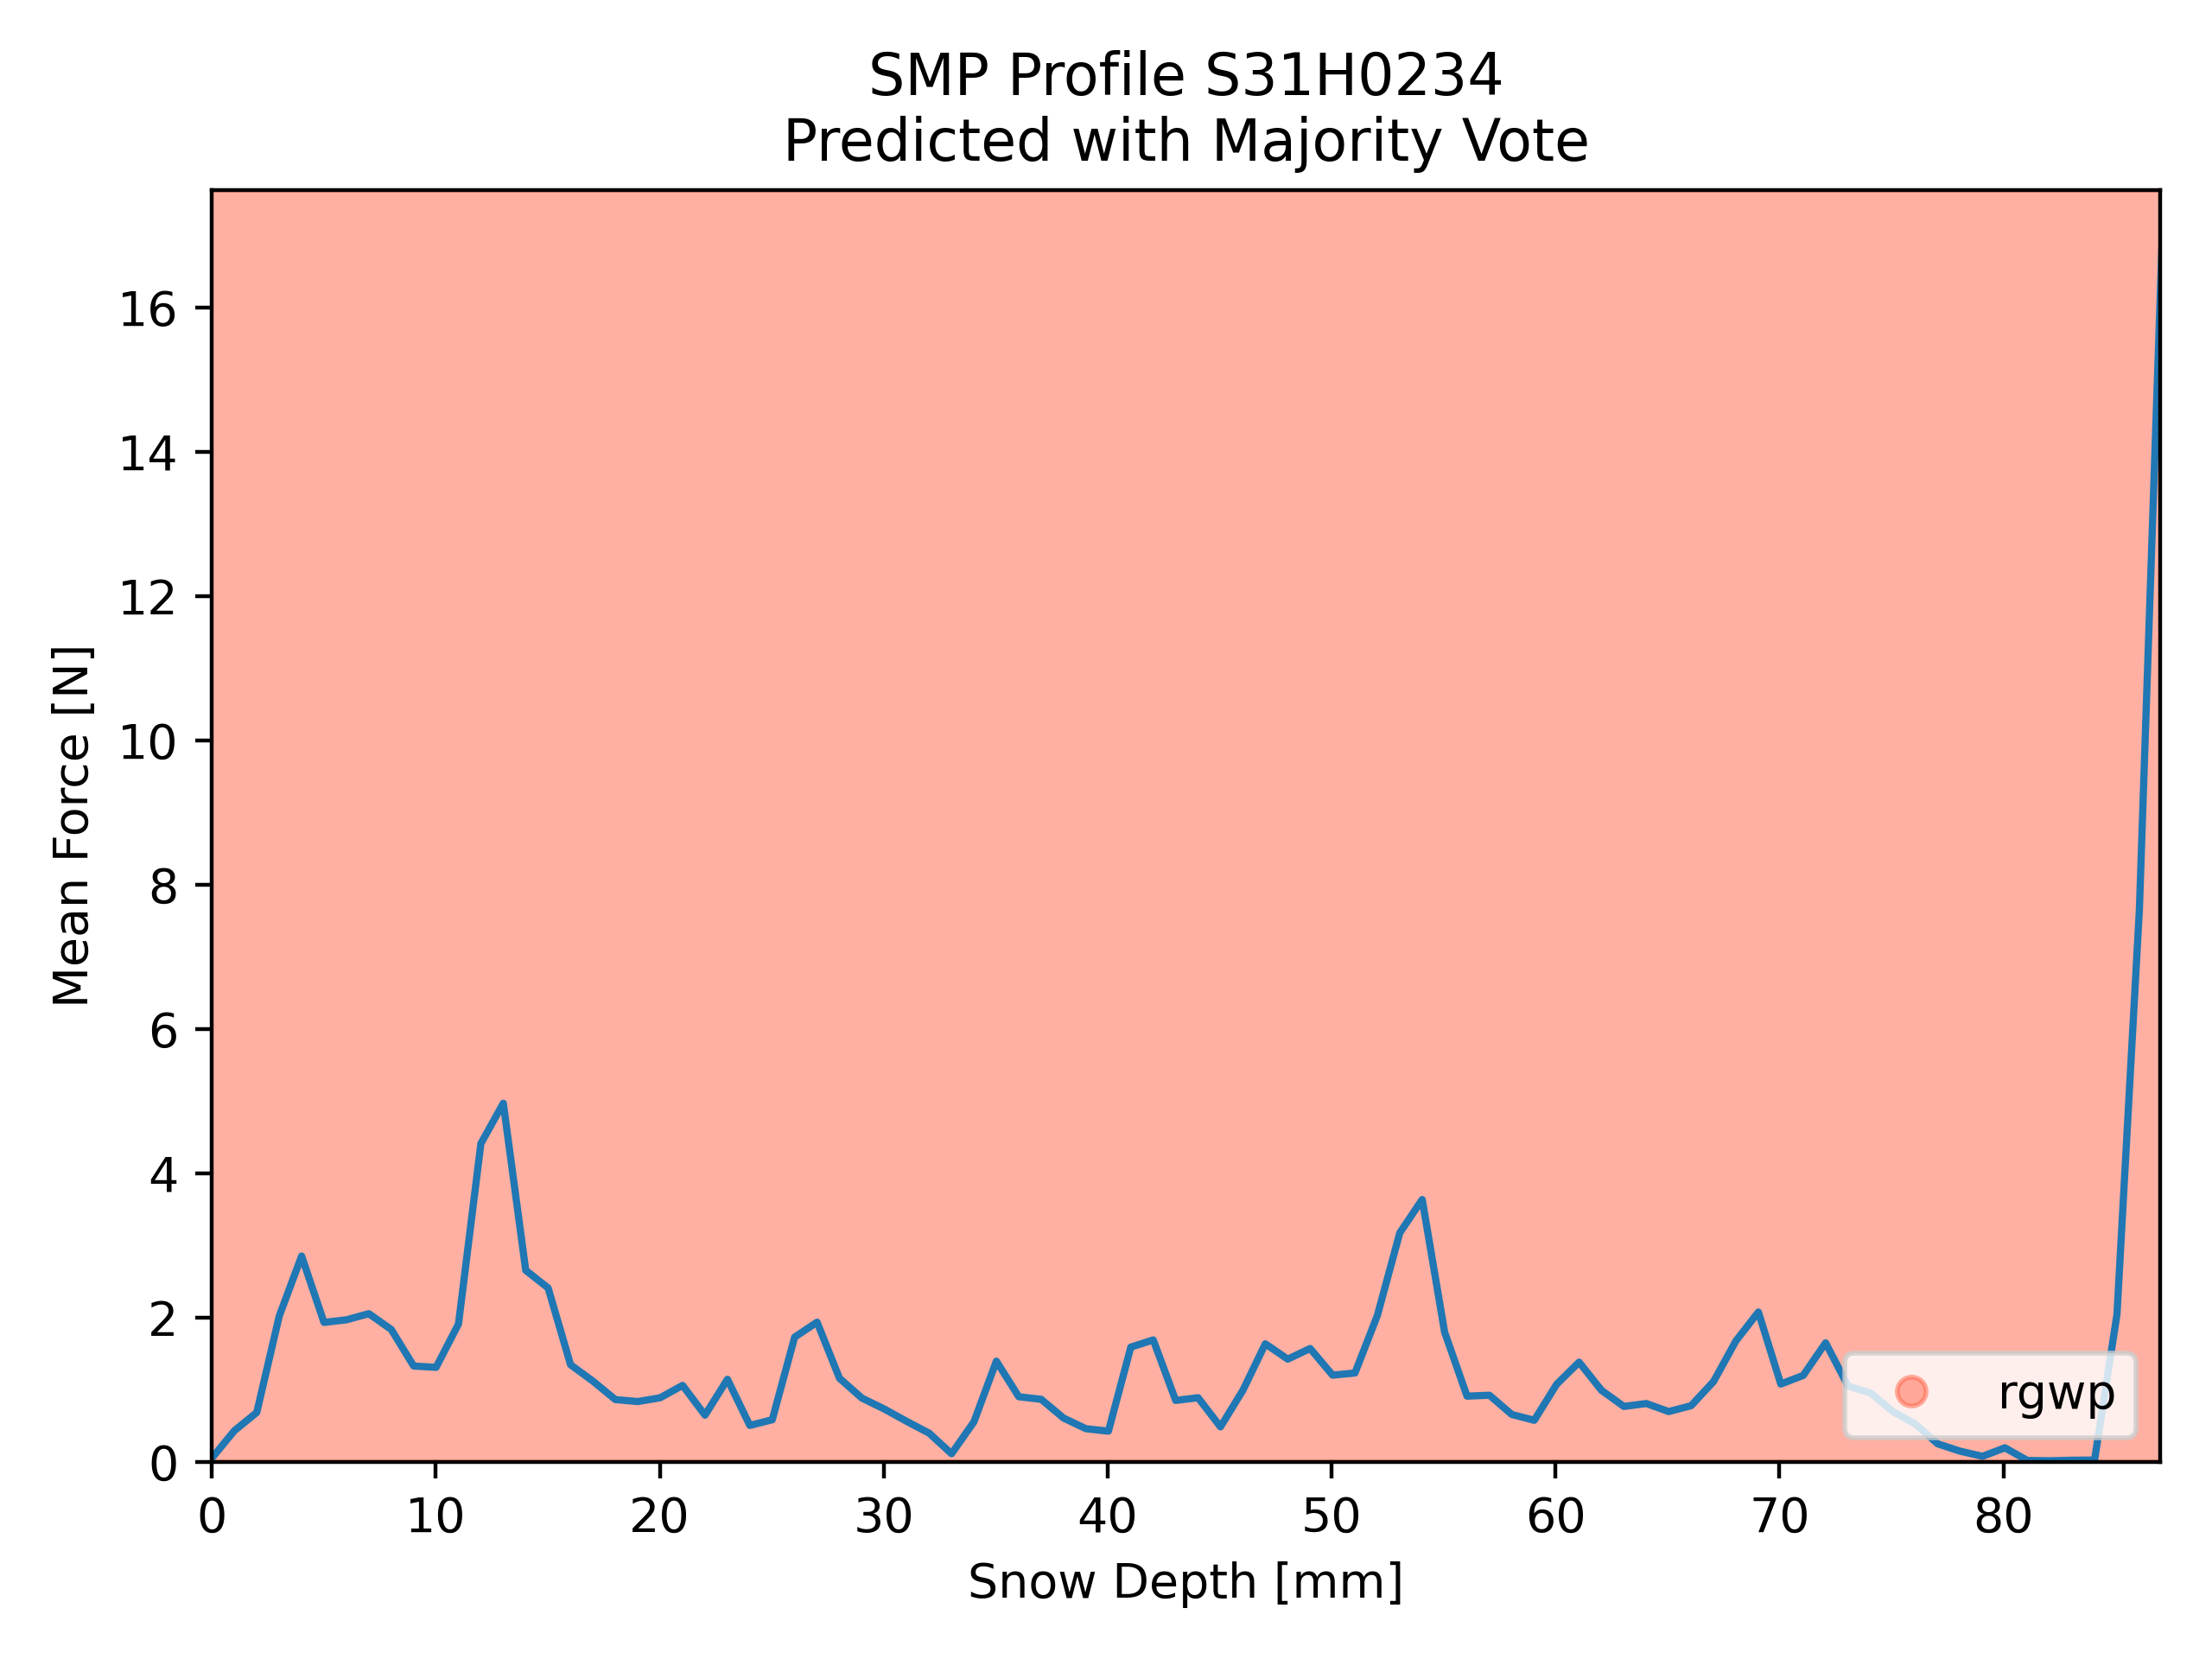 SMP Profile S31H0234
Predicted with Majority Vote
Mean Force [N]
16
14
12
10
8
6
4
2
0
rgwp
0 10 20 30 40 50 60 70 80
Snow Depth [mm]